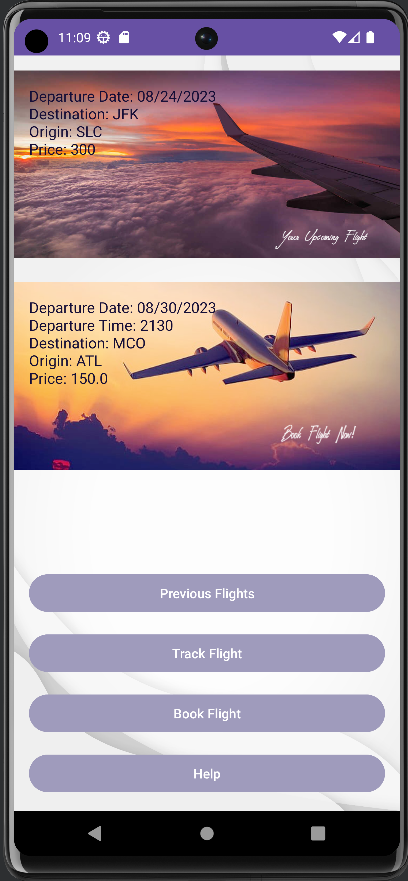 11:09
Departure Date: 08/24/2023
Destination: JFK
Origin: SLC
Price: 300
Your Upcoming Flight
Departure Date: 08/30/2023
Departure Time: 2130
Destination: MCO
Origin: ATL
Price: 150.0
Book Flight Now!
Previous Flights
Track Flight
Book Flight
Help